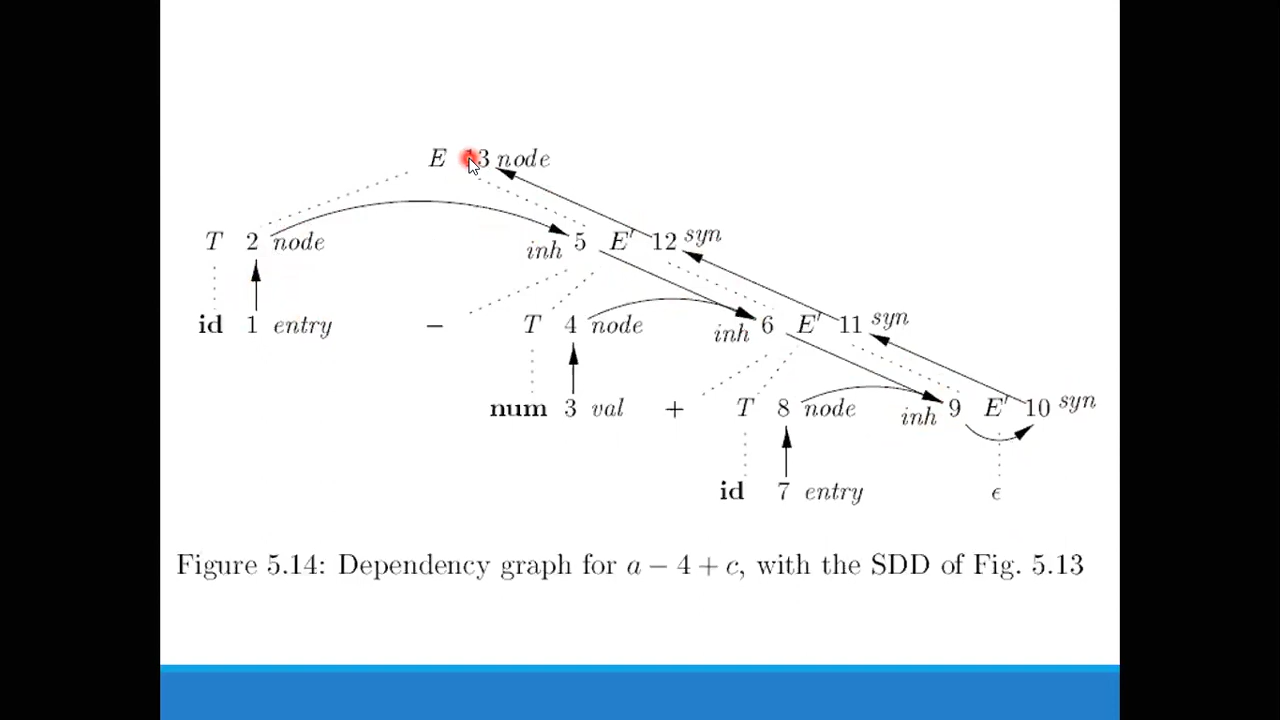 E 13 node
T 2 node inh 5 E′ 12 syn
id 1 entry − T 4 node inh 6 E′ 11 syn
num 3 val + T 8 node inh 9 E′ 10 syn
id 7 entry ϵ
Figure 5.14: Dependency graph for a − 4 + c, with the SDD of Fig. 5.13